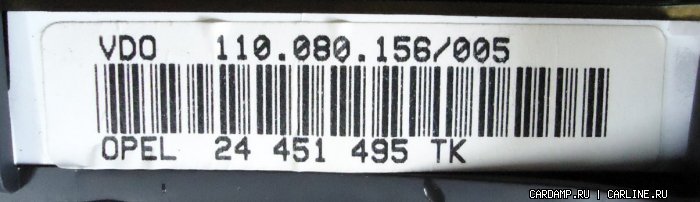 VDO 110.080.156/005
OPEL 24 451 495 TK
CARDAMP.RU | CARLINE.RU